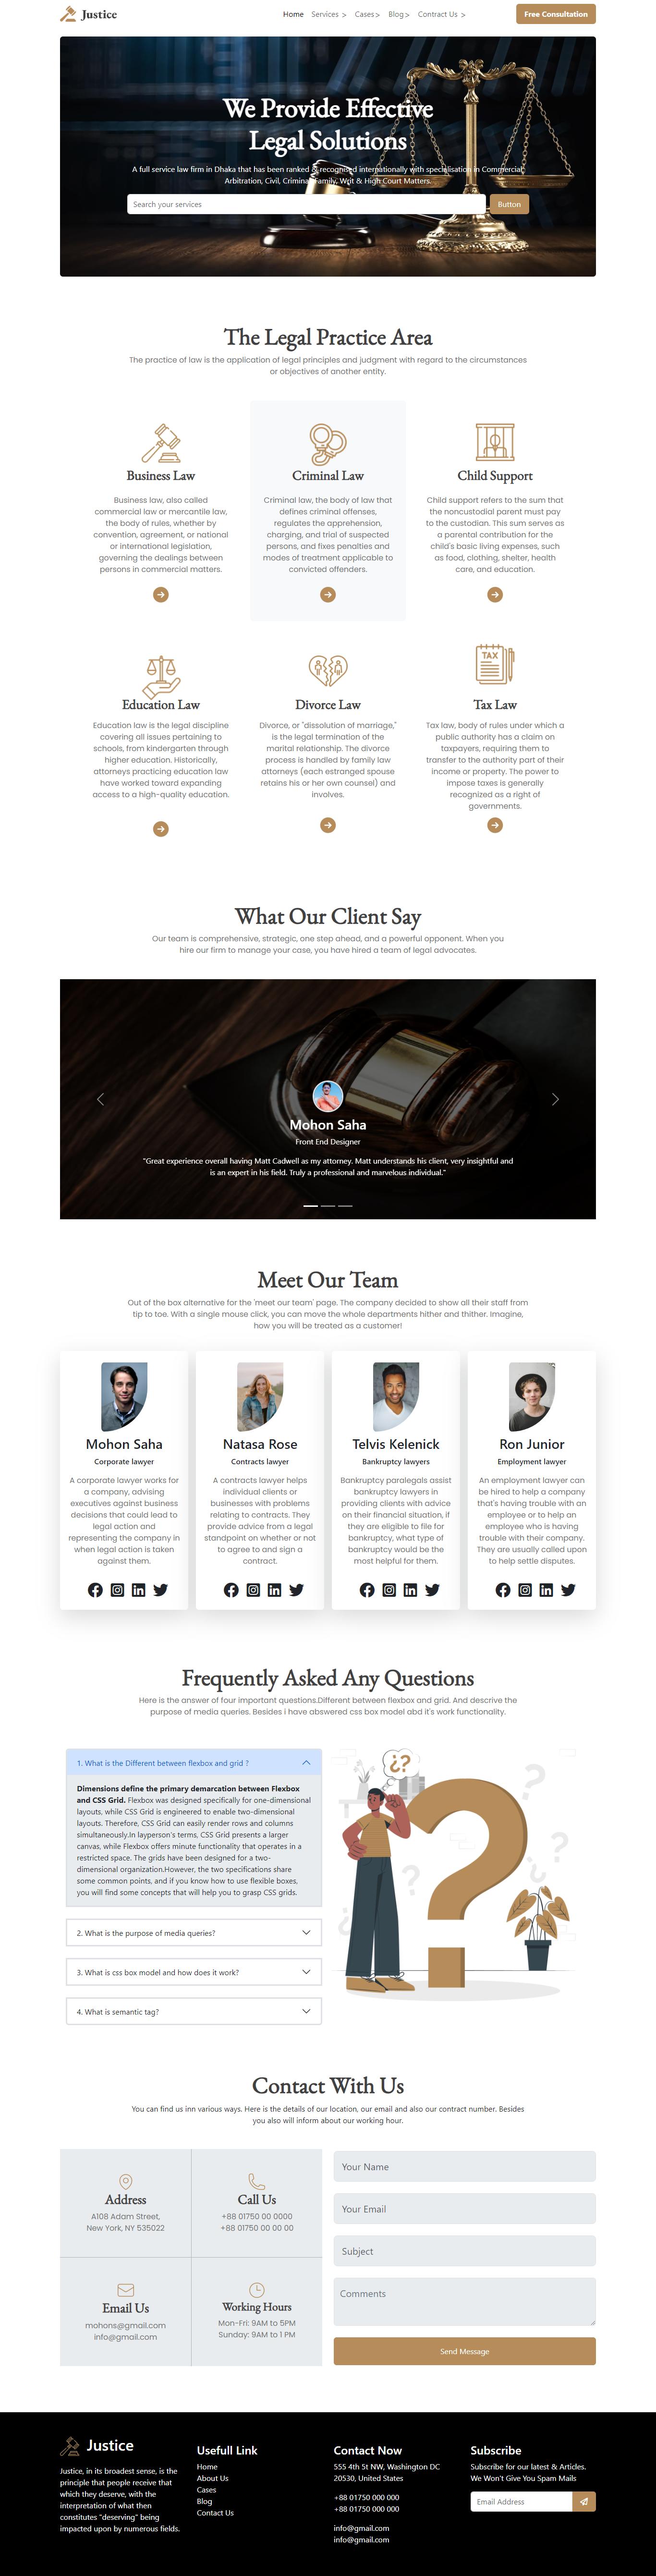 Justice
Home Services > Cases > Blog > Contract Us > Free Consultation
We Provide Effective
Legal Solutions
A full service law firm in Dhaka that has been ranked & recognised internationally with specialisation in Commercial,
Arbitration, Civil, Criminal, Family, Writ & High Court Matters.
Search your services Button
The Legal Practice Area
The practice of law is the application of legal principles and judgment with regard to the circumstances
or objectives of another entity.
Business Law
Business law, also called
commercial law or mercantile law,
the body of rules, whether by
convention, agreement, or national
or international legislation,
governing the dealings between
persons in commercial matters.
Criminal Law
Criminal law, the body of law that
defines criminal offenses,
regulates the apprehension,
charging, and trial of suspected
persons, and fixes penalties and
modes of treatment applicable to
convicted offenders.
Child Support
Child support refers to the sum that
the noncustodial parent must pay
to the custodian. This sum serves as
a parental contribution for the
child's basic living expenses, such
as food, clothing, shelter, health
care, and education.
Education Law
Education law is the legal discipline
covering all issues pertaining to
schools, from kindergarten through
higher education. Historically,
attorneys practicing education law
have worked toward expanding
access to a high-quality education.
Divorce Law
Divorce, or "dissolution of marriage,"
is the legal termination of the
marital relationship. The divorce
process is handled by family law
attorneys (each estranged spouse
retains his or her own counsel) and
involves.
TAX
Tax Law
Tax law, body of rules under which a
public authority has a claim on
taxpayers, requiring them to
transfer to the authority part of their
income or property. The power to
impose taxes is generally
recognized as a right of
governments.
What Our Client Say
Our team is comprehensive, strategic, one step ahead, and a powerful opponent. When you
hire our firm to manage your case, you have hired a team of legal advocates.
Mohon Saha
Front End Designer
"Great experience overall having Matt Cadwell as my attorney. Matt understands his client, very insightful and
is an expert in his field. Truly a professional and marvelous individual."
Meet Our Team
Out of the box alternative for the 'meet our team' page. The company decided to show all their staff from
tip to toe. With a single mouse click, you can move the whole departments hither and thither. Imagine,
how you will be treated as a customer!
Mohon Saha
Corporate lawyer
A corporate lawyer works for
a company, advising
executives against business
decisions that could lead to
legal action and
representing the company in
when legal action is taken
against them.
Natasa Rose
Contracts lawyer
A contracts lawyer helps
individual clients or
businesses with problems
relating to contracts. They
provide advice from a legal
standpoint on whether or not
to agree to and sign a
contract.
Telvis Kelenick
Bankruptcy lawyers
Bankruptcy paralegals assist
bankruptcy lawyers in
providing clients with advice
on their financial situation, if
they are eligible to file for
bankruptcy, what type of
bankruptcy would be the
most helpful for them.
Ron Junior
Employment lawyer
An employment lawyer can
be hired to help a company
that's having trouble with an
employee or to help an
employee who is having
trouble with their company.
They are usually called upon
to help settle disputes.
Frequently Asked Any Questions
Here is the answer of four important questions.Different between flexbox and grid. And descrive the
purpose of media queries. Besides i have abswered css box model abd it's work functionality.
1. What is the Different between flexbox and grid ?
Dimensions define the primary demarcation between Flexbox
and CSS Grid. Flexbox was designed specifically for one-dimensional
layouts, while CSS Grid is engineered to enable two-dimensional
layouts. Therefore, CSS Grid can easily render rows and columns
simultaneously.In layperson's terms, CSS Grid presents a larger
canvas, while Flexbox offers minute functionality that operates in a
restricted space. The grids have been designed for a two-
dimensional organization.However, the two specifications share
some common points, and if you know how to use flexible boxes,
you will find some concepts that will help you to grasp CSS grids.
2. What is the purpose of media queries?
3. What is css box model and how does it work?
4. What is semantic tag?
Contact With Us
You can find us inn various ways. Here is the details of our location, our email and also our contract number. Besides
you also will inform about our working hour.
Address
A108 Adam Street,
New York, NY 535022
Call Us
+88 01750 00 0000
+88 01750 00 00 00
Email Us
mohons@gmail.com
info@gmail.com
Working Hours
Mon-Fri: 9AM to 5PM
Sunday: 9AM to 1 PM
Your Name
Your Email
Subject
Comments
Send Message
Justice
Justice, in its broadest sense, is the
principle that people receive that
which they deserve, with the
interpretation of what then
constitutes "deserving" being
impacted upon by numerous fields.
Usefull Link
Home
About Us
Cases
Blog
Contact Us
Contact Now
555 4th St NW, Washington DC
20530, United States
+88 01750 000 000
+88 01750 000 000
info@gmail.com
info@gmail.com
Subscribe
Subscribe for our latest & Articles.
We Won't Give You Spam Mails
Email Address